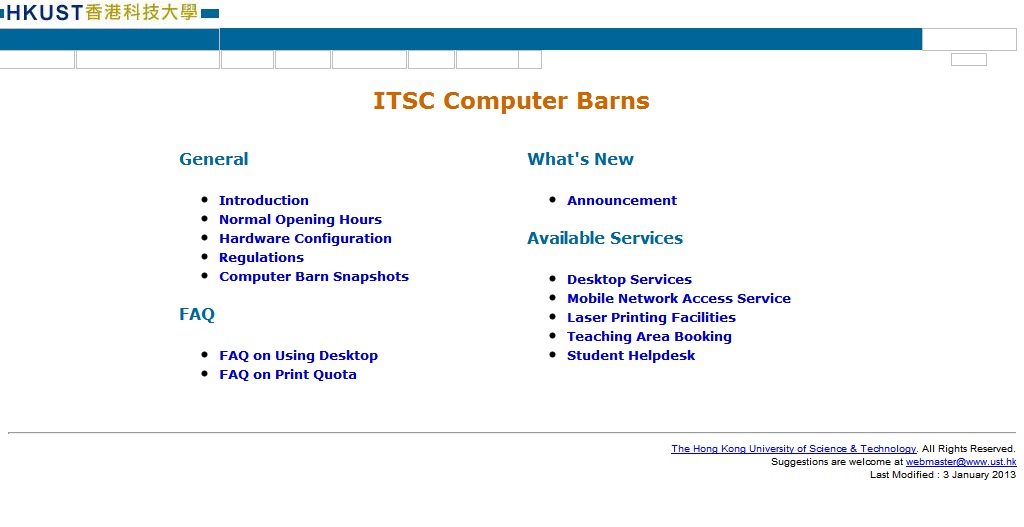 HKUST香港科技大學
ITSC Computer Barns
General
Introduction
Normal Opening Hours
Hardware Configuration
Regulations
Computer Barn Snapshots
FAQ
FAQ on Using Desktop
FAQ on Print Quota
What's New
Announcement
Available Services
Desktop Services
Mobile Network Access Service
Laser Printing Facilities
Teaching Area Booking
Student Helpdesk
The Hong Kong University of Science & Technology. All Rights Reserved.
Suggestions are welcome at webmaster@www.ust.hk
Last Modified : 3 January 2013